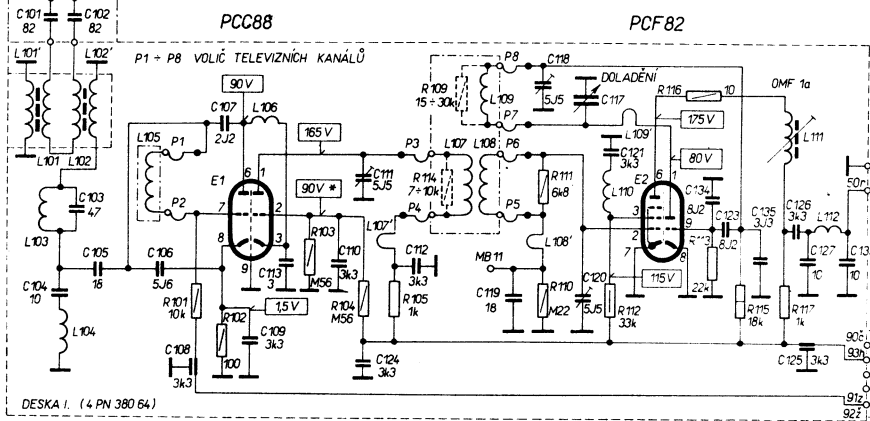 PCC88
PCF82
C101
82
C102
82
L101'
L102'
P1 ÷ P8 VOLIČ TELEVIZNÍCH KANÁLŮ
L101
L102
L103
C103
47
C104
10
L104
C105
18
C106
5J6
L105
P1
P2
C107
2J2
L106
90V
165V
90V *
1,5V
E1
6
1
7
2
8
3
9
R101
10k
R102
100
C108
3k3
C109
3k3
C113
3
R103
M56
C110
3k3
R104
M56
C124
3k3
C111
5J5
P3
P4
L107'
C112
3k3
R105
1k
R114
7÷10k
L107
L108
R109
15÷30k
L109
P8
P7
P6
P5
C118
5J5
DOLADĚNÍ
C117
L109'
R111
6k8
L108'
MB11
C119
18
R110
M22
C120
5J5
C121
3k3
L110
R112
33k
115V
E2
6
1
3
9
2
7
8
175V
80V
R116
10
OMF 1a
L111
C134
8J2
C123
8J2
R113
22k
C135
3J3
R115
18k
R117
1k
C126
3k3
L112
C127
10
10
C125
3k3
50r
90č
93h
91z
92ž
DESKA I. (4 PN 380 64)